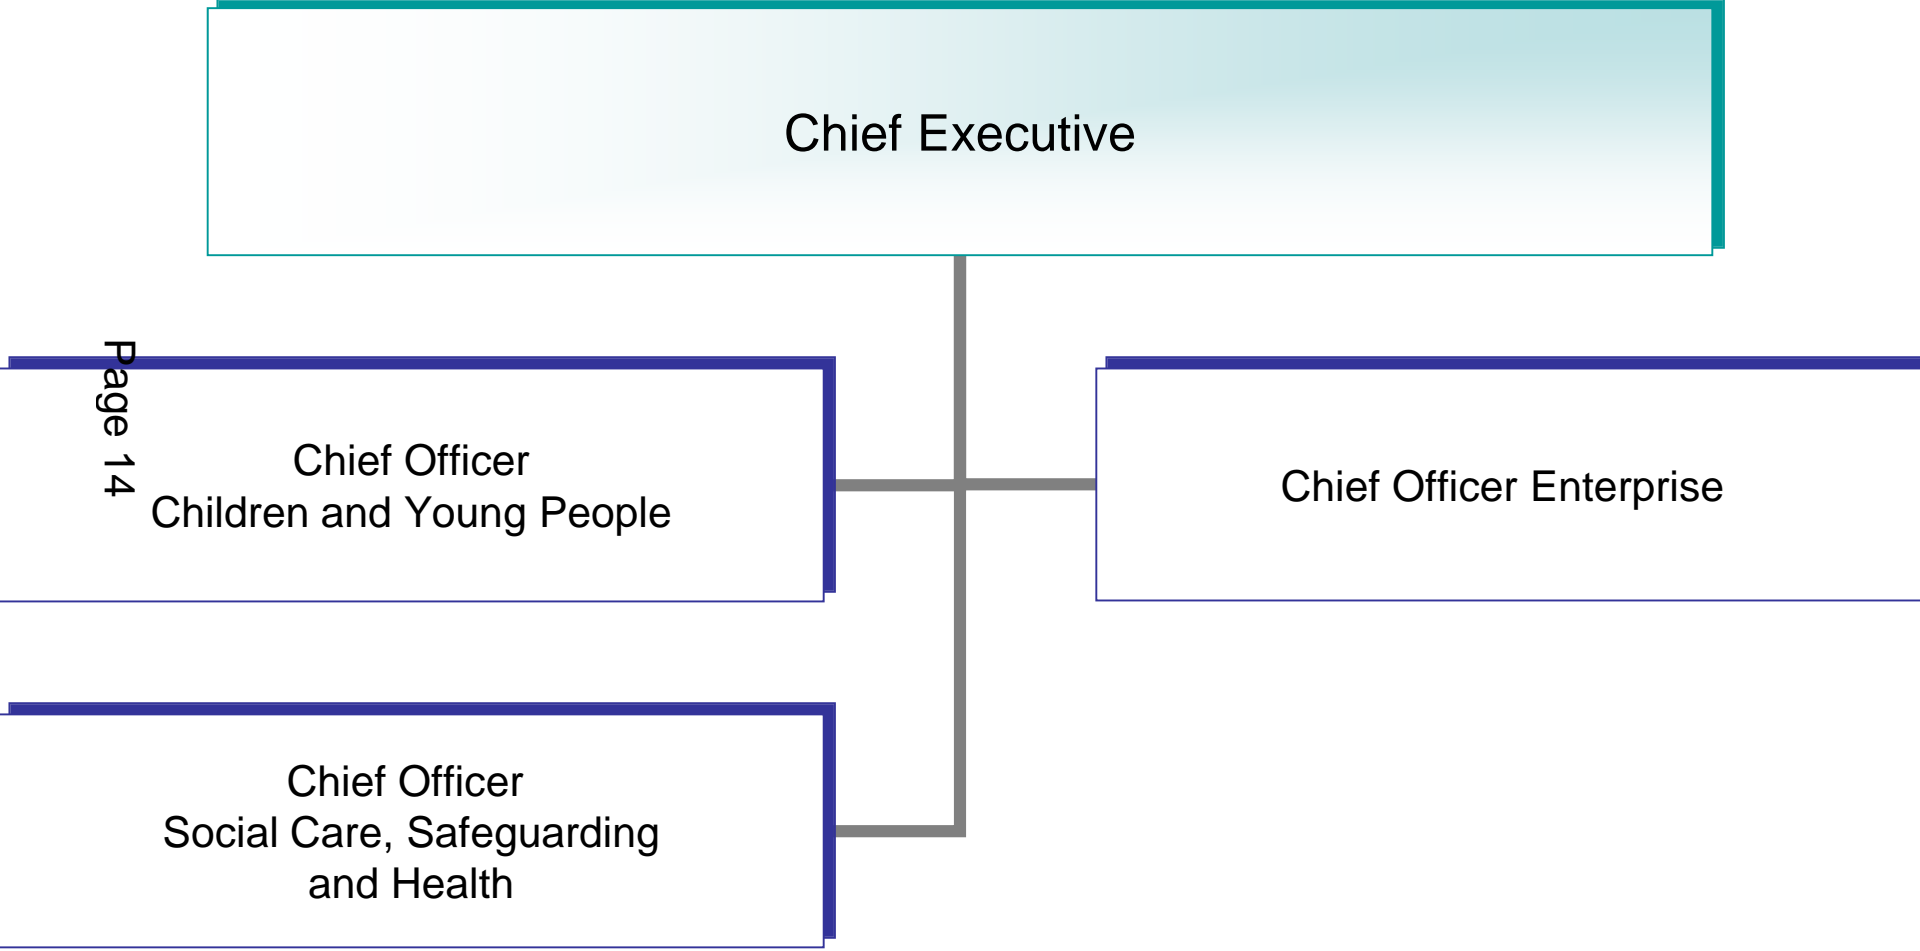 Chief Executive
Page 14
Chief Officer
Children and Young People
Chief Officer Enterprise
Chief Officer
Social Care, Safeguarding
and Health